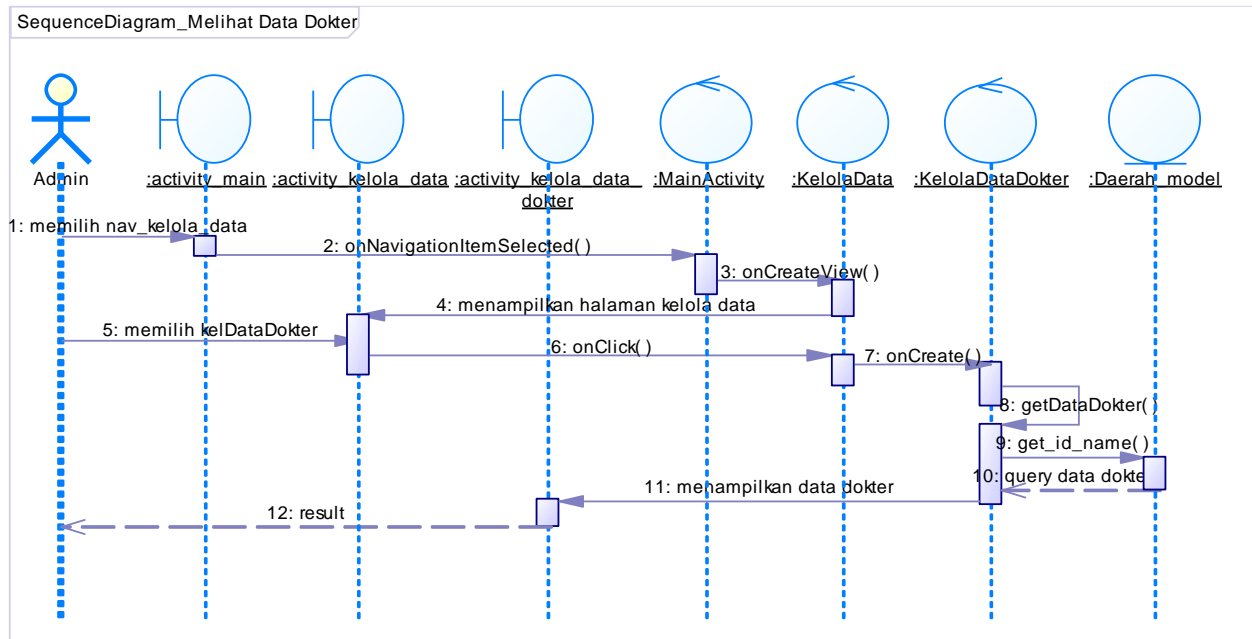 SequenceDiagram_Melihat Data Dokter
Admin
:activity_main
:activity_kelola_data
:activity_kelola_data_
dokter
:MainActivity
:KelolaData
:KelolaDataDokter
:Daerah_model
1: memilih nav_kelola_data
2: onNavigationItemSelected()
3: onCreateView()
4: menampilkan halaman kelola data
5: memilih kelDataDokter
6: onClick()
7: onCreate()
8: getDataDokter()
9: get_id_name()
10: query data dokte
11: menampilkan data dokter
12: result